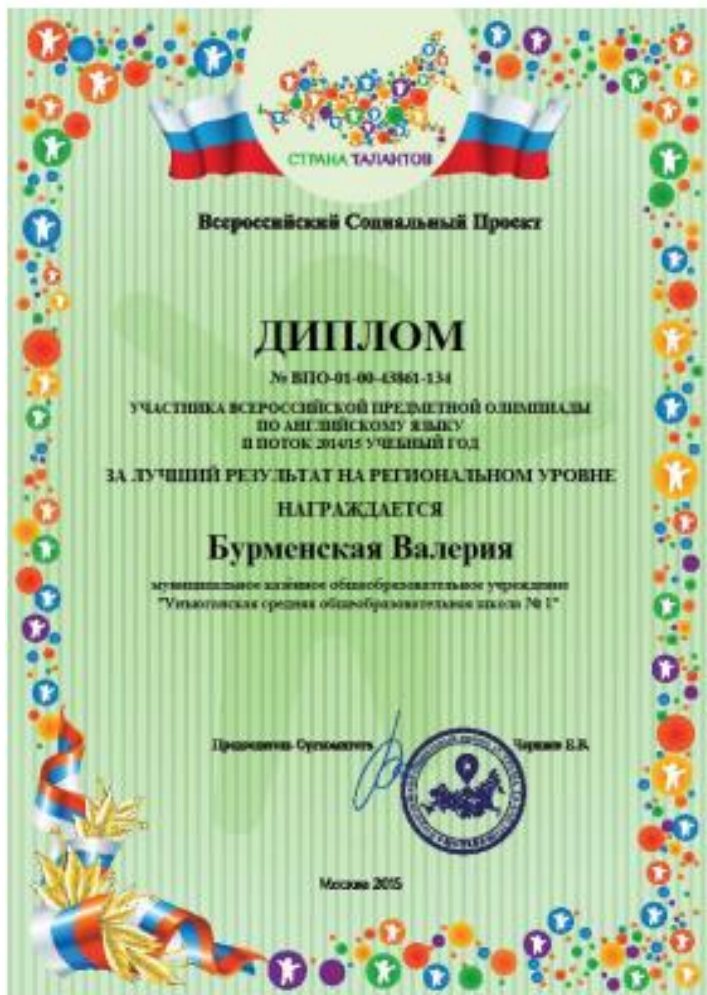 СТРАНА ТАЛАНТОВ
Всероссийский Социальный Проект
ДИПЛОМ
№ ВПО-01-00-43861-134
УЧАСТНИКА ВСЕРОССИЙСКОЙ ПРЕДМЕТНОЙ ОЛИМПИАДЫ
ПО АНГЛИЙСКОМУ ЯЗЫКУ
II ПОТОК 2014/15 УЧЕБНЫЙ ГОД
ЗА ЛУЧШИЙ РЕЗУЛЬТАТ НА РЕГИОНАЛЬНОМ УРОВНЕ
НАГРАЖДАЕТСЯ
Бурменская Валерия
муниципальное казённое общеобразовательное учреждение
"Унъюганская средняя общеобразовательная школа № 1"
Председатель Оргкомитета
Москва 2015